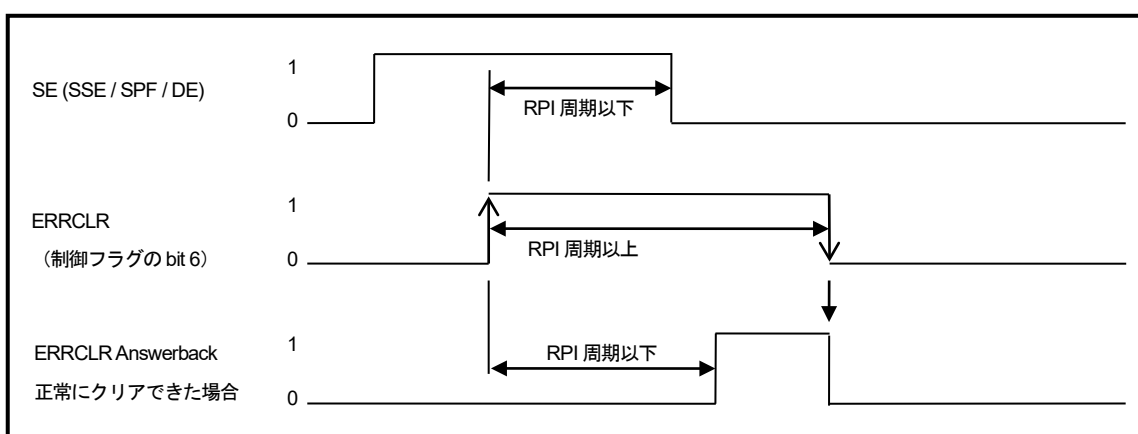 1
SE (SSE / SPF / DE)
RPI 周期以下
0
1
ERRCLR
RPI 周期以上
（制御フラグの bit 6）
0
1
ERRCLR Answerback
RPI 周期以下
正常にクリアできた場合
0